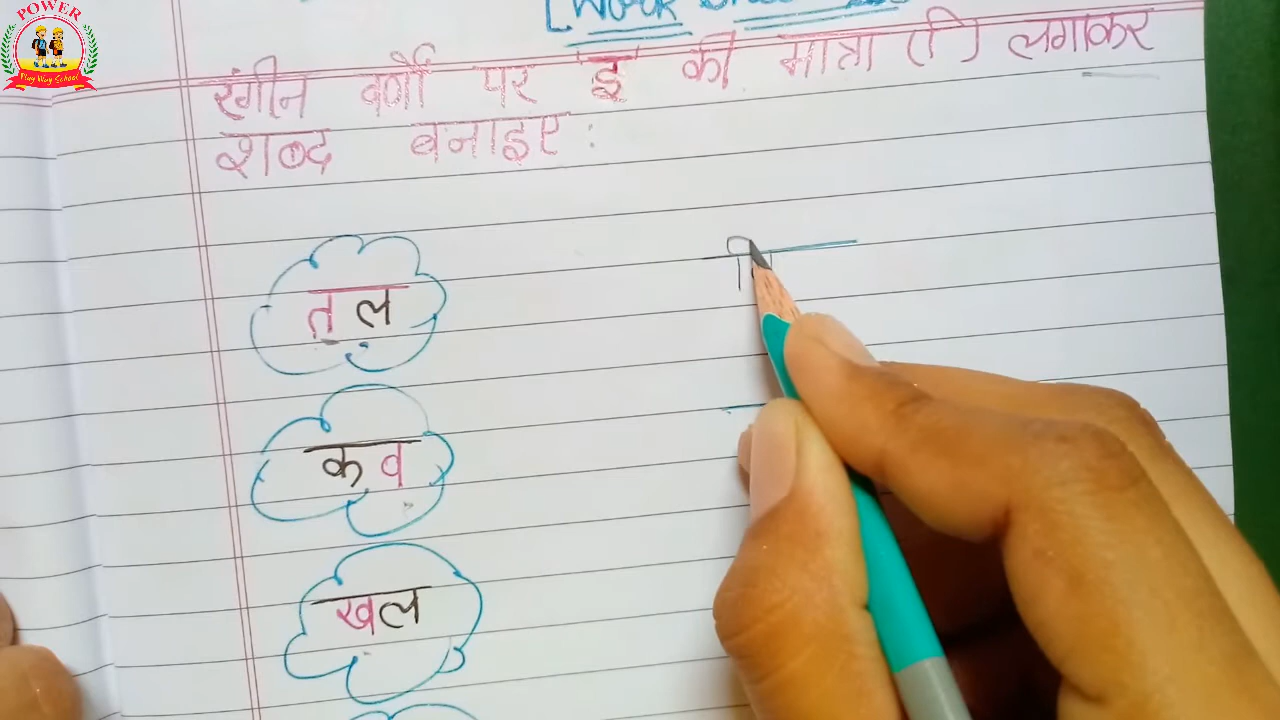 POWER
Play Way School
रंगीन वर्णों पर इ की मात्रा (ि) लगाकर
शब्द बनाइए :
तल
कव
खल